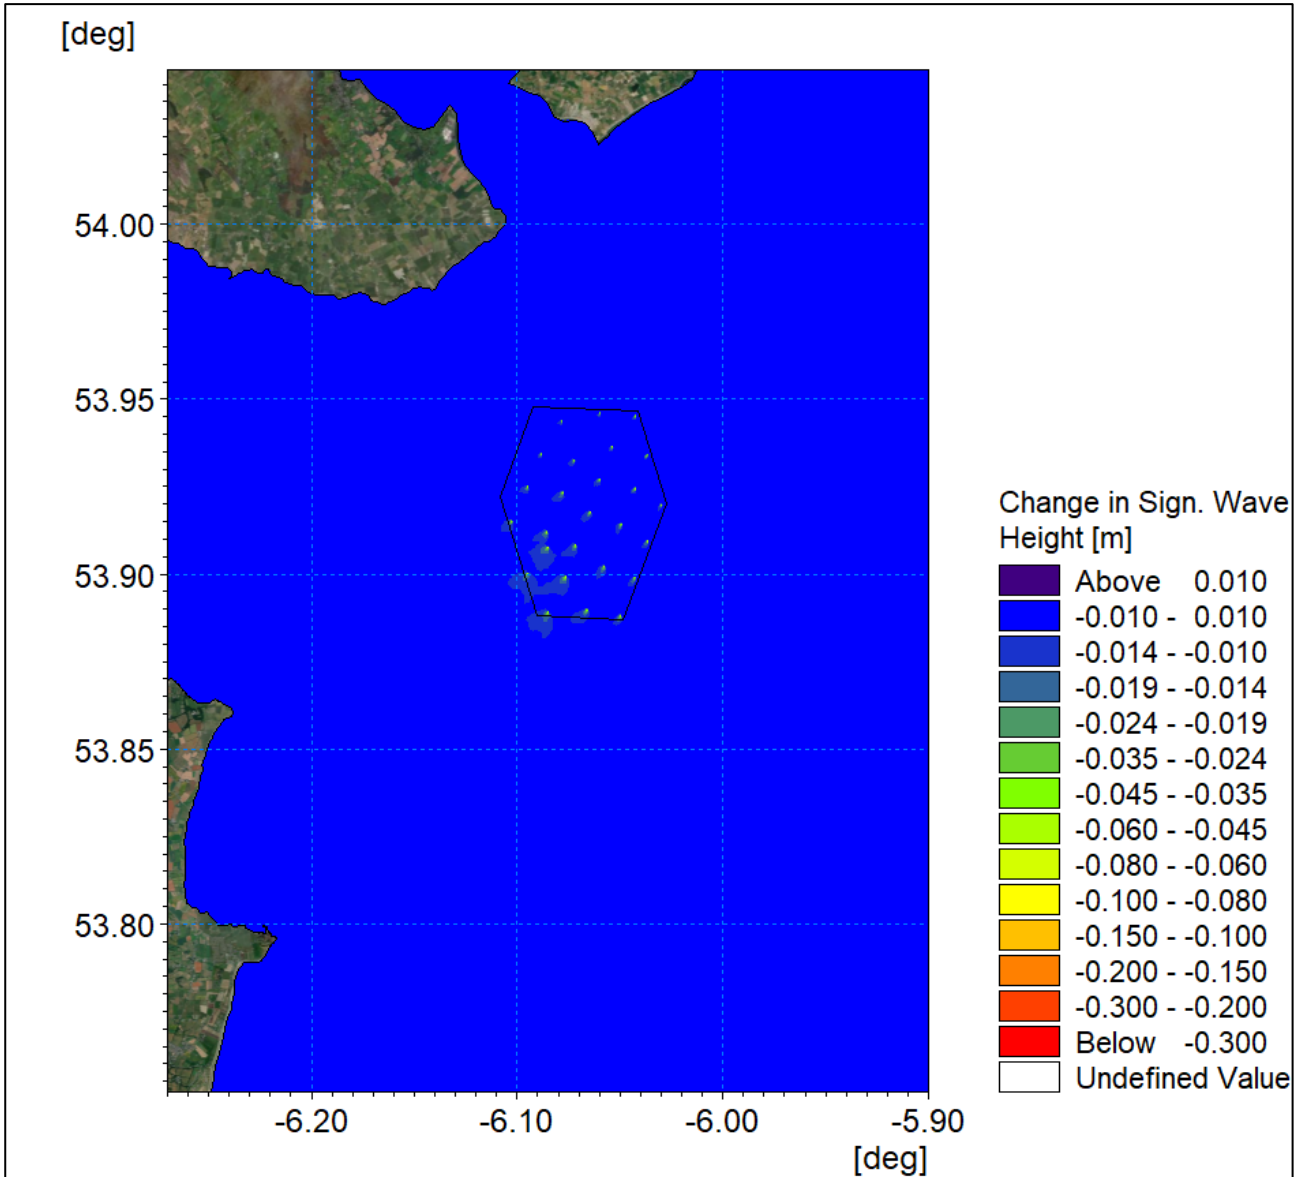 [deg]
54.00
53.95
53.90
53.85
53.80
-6.20
-6.10
-6.00
-5.90
[deg]
Change in Sign. Wave
Height [m]
Above 0.010
-0.010 - 0.010
-0.014 - -0.010
-0.019 - -0.014
-0.024 - -0.019
-0.035 - -0.024
-0.045 - -0.035
-0.060 - -0.045
-0.080 - -0.060
-0.100 - -0.080
-0.150 - -0.100
-0.200 - -0.150
-0.300 - -0.200
Below -0.300
Undefined Value